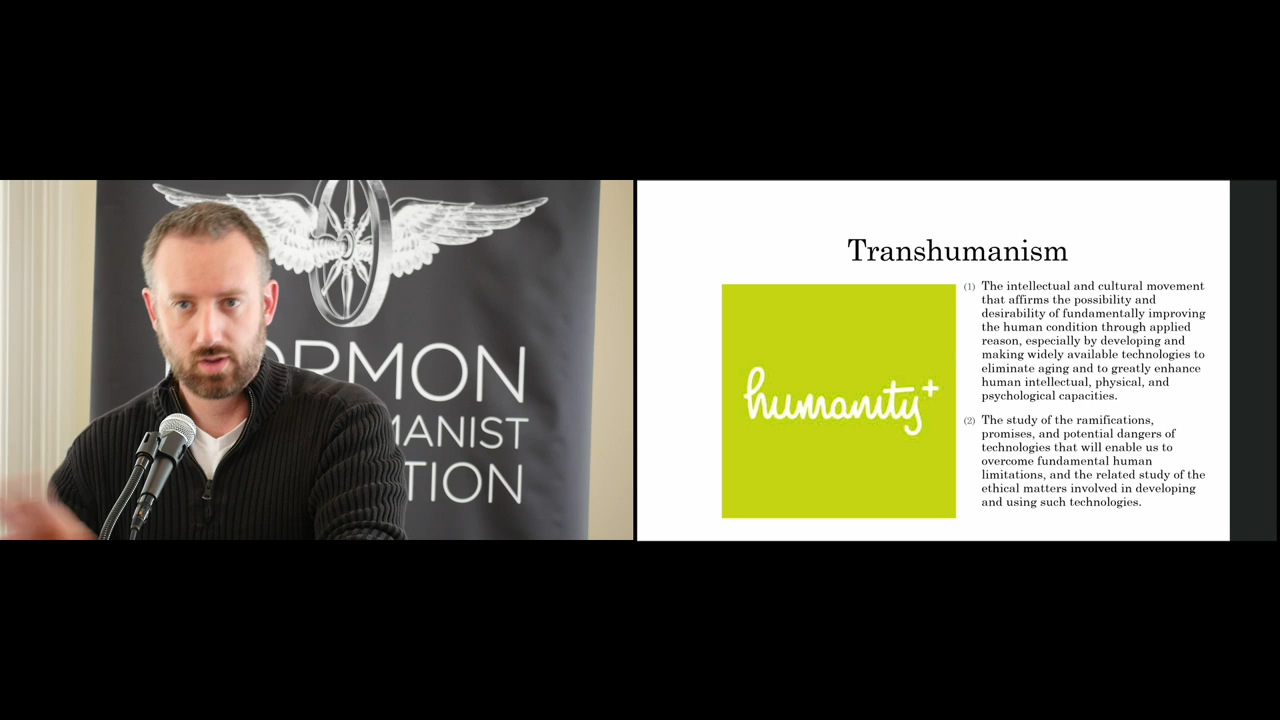 MORMON
MANIST
TION
Transhumanism
humanity+
(1) The intellectual and cultural movement
that affirms the possibility and
desirability of fundamentally improving
the human condition through applied
reason, especially by developing and
making widely available technologies to
eliminate aging and to greatly enhance
human intellectual, physical, and
psychological capacities.
(2) The study of the ramifications,
promises, and potential dangers of
technologies that will enable us to
overcome fundamental human
limitations, and the related study of the
ethical matters involved in developing
and using such technologies.